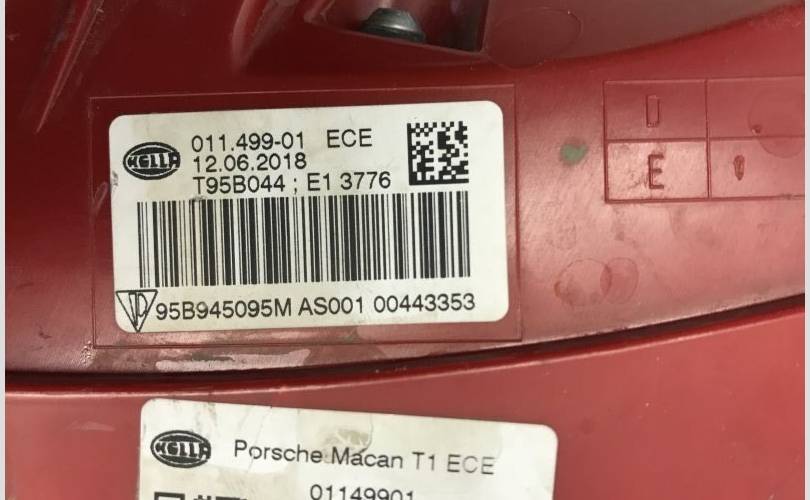 HELLA
011.499-01 ECE
12.06.2018
T95B044 ; E1 3776
95B945095M AS001 00443353
D
E
HELLA Porsche Macan T1 ECE
01149901